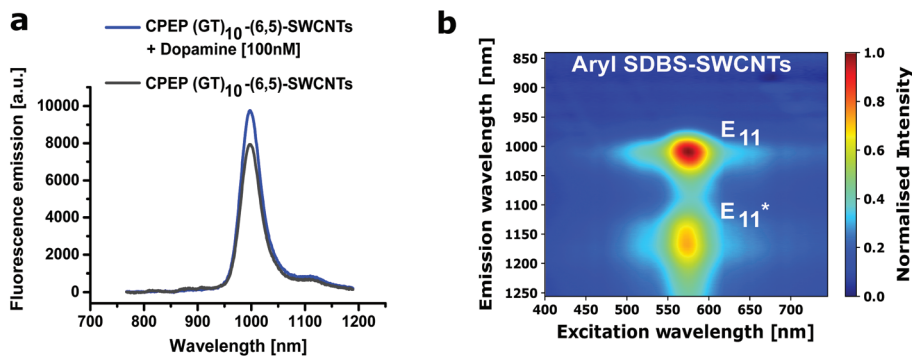 a
CPEP (GT)10-(6,5)-SWCNTs
+ Dopamine [100nM]
CPEP (GT)10-(6,5)-SWCNTs
Fluorescence emission [a.u.]
10000
8000
6000
4000
2000
0
700 800 900 1000 1100 1200
Wavelength [nm]
b
Aryl SDBS-SWCNTs
E11
E11*
Emission wavelength [nm]
850
900
950
1000
1050
1100
1150
1200
1250
400 450 500 550 600 650 700
Excitation wavelength [nm]
1.0
0.8
0.6
0.4
0.2
0.0
Normalised Intensity